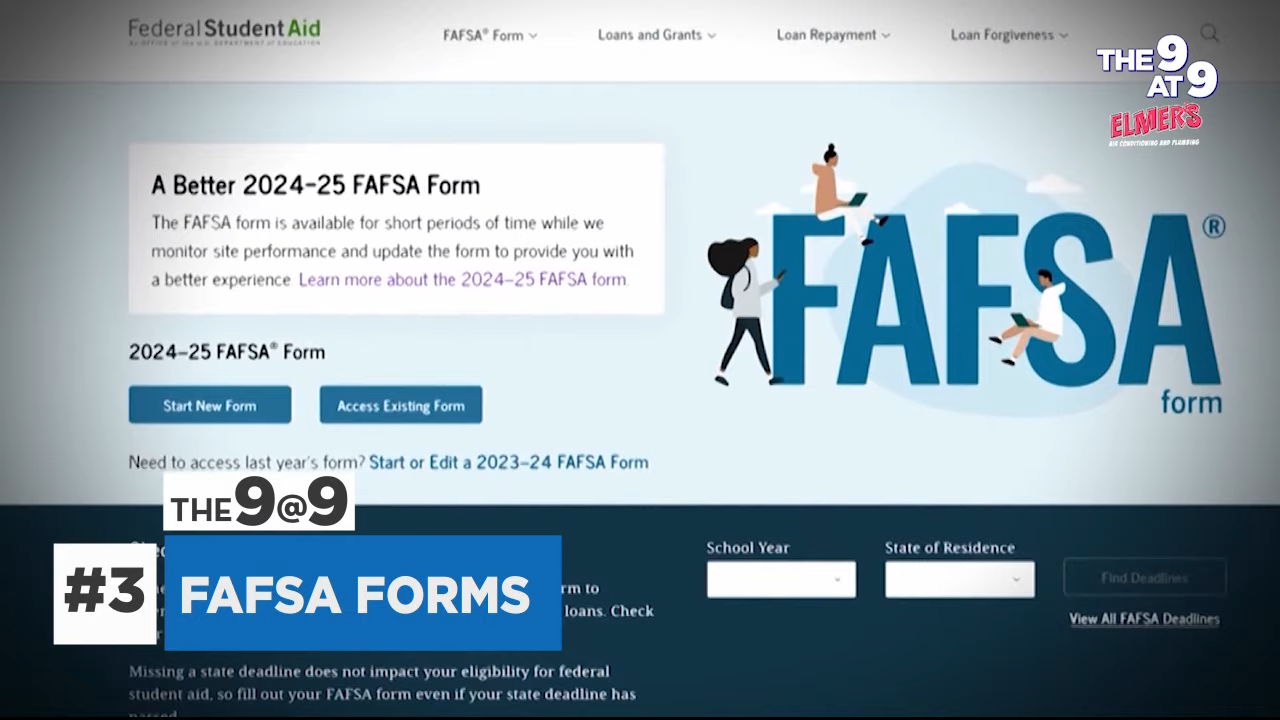 Federal Student Aid
An OFFICE of the U.S. DEPARTMENT of EDUCATION
FAFSA® Form
Loans and Grants
Loan Repayment
Loan Forgiveness
THE 9
AT 9
ELMER'S
AIR CONDITIONING AND PLUMBING
A Better 2024–25 FAFSA Form
The FAFSA form is available for short periods of time while we
monitor site performance and update the form to provide you with
a better experience. Learn more about the 2024–25 FAFSA form.
FAFSA®
form
2024–25 FAFSA® Form
Start New Form
Access Existing Form
Need to access last year's form? Start or Edit a 2023–24 FAFSA Form
THE 9@9
#3
FAFSA FORMS
School Year
State of Residence
Find Deadlines
View All FAFSA Deadlines
rm to
loans. Check
Missing a state deadline does not impact your eligibility for federal
student aid, so fill out your FAFSA form even if your state deadline has